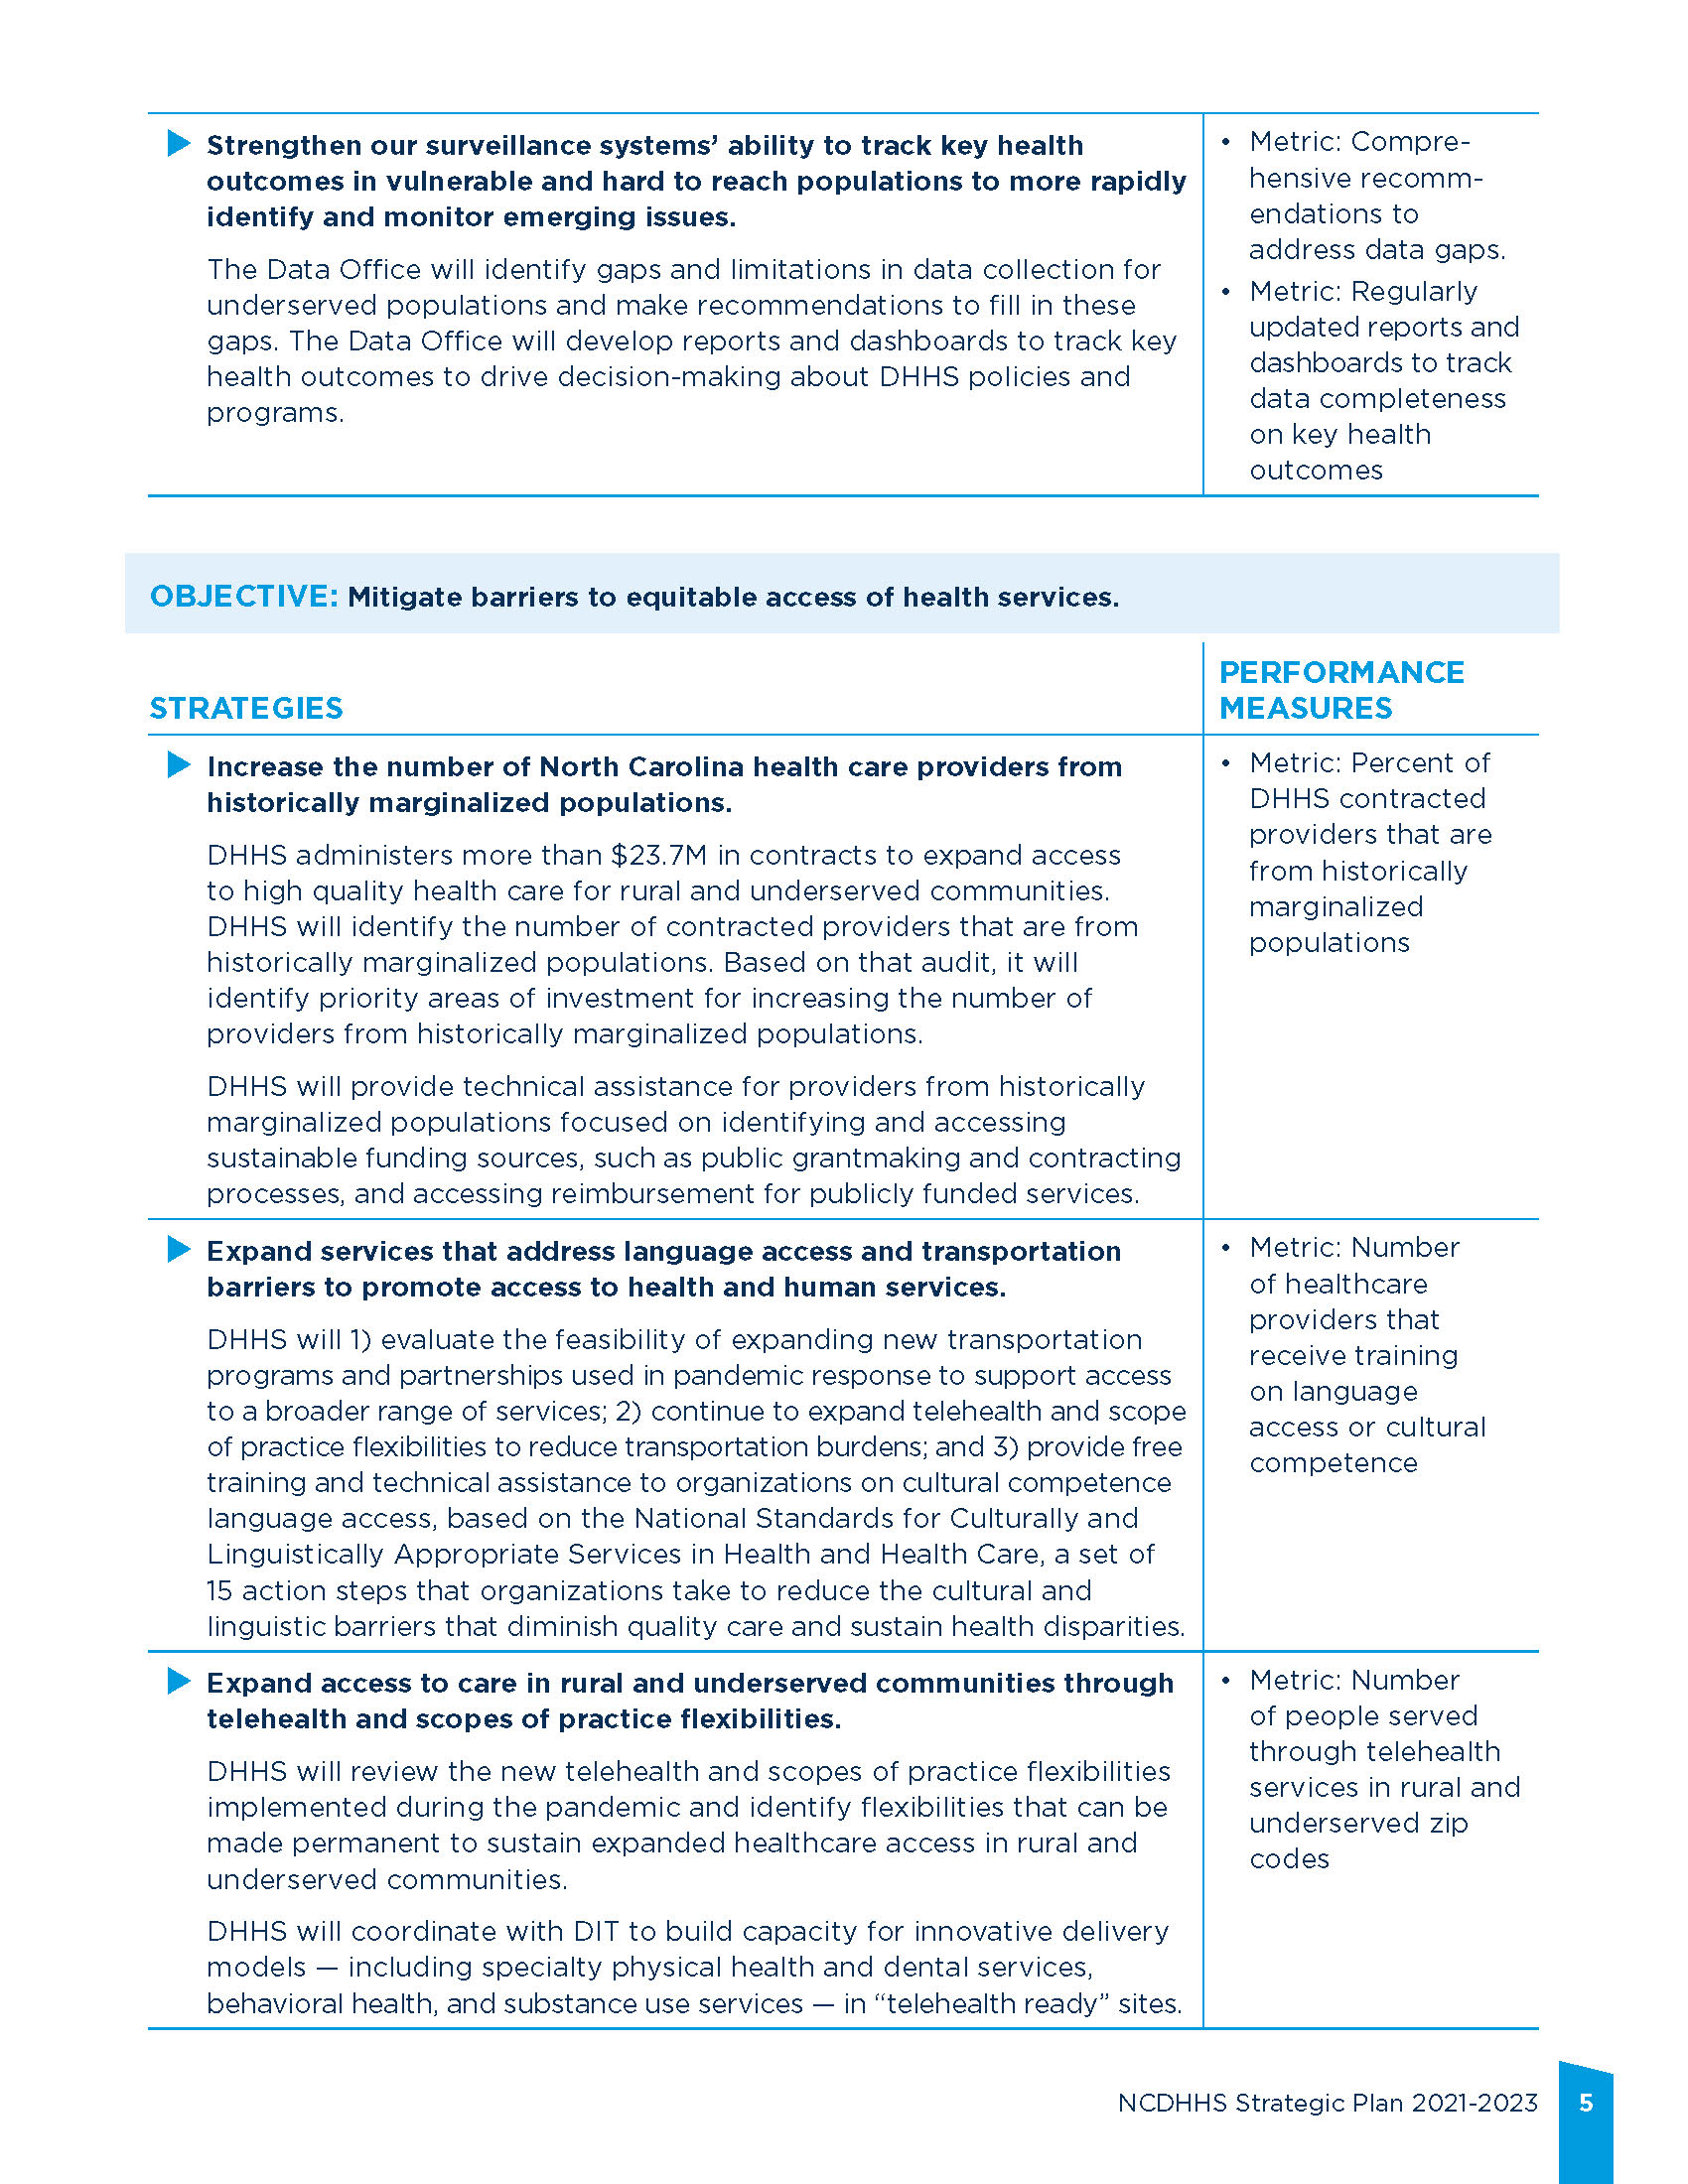 Strengthen our surveillance systems’ ability to track key health
outcomes in vulnerable and hard to reach populations to more rapidly
identify and monitor emerging issues.
The Data Office will identify gaps and limitations in data collection for
underserved populations and make recommendations to fill in these
gaps. The Data Office will develop reports and dashboards to track key
health outcomes to drive decision-making about DHHS policies and
programs.
• Metric: Compre-
hensive recomm-
endations to
address data gaps.
• Metric: Regularly
updated reports and
dashboards to track
data completeness
on key health
outcomes
OBJECTIVE: Mitigate barriers to equitable access of health services.
STRATEGIES
PERFORMANCE
MEASURES
Increase the number of North Carolina health care providers from
historically marginalized populations.
DHHS administers more than $23.7M in contracts to expand access
to high quality health care for rural and underserved communities.
DHHS will identify the number of contracted providers that are from
historically marginalized populations. Based on that audit, it will
identify priority areas of investment for increasing the number of
providers from historically marginalized populations.
DHHS will provide technical assistance for providers from historically
marginalized populations focused on identifying and accessing
sustainable funding sources, such as public grantmaking and contracting
processes, and accessing reimbursement for publicly funded services.
• Metric: Percent of
DHHS contracted
providers that are
from historically
marginalized
populations
Expand services that address language access and transportation
barriers to promote access to health and human services.
DHHS will 1) evaluate the feasibility of expanding new transportation
programs and partnerships used in pandemic response to support access
to a broader range of services; 2) continue to expand telehealth and scope
of practice flexibilities to reduce transportation burdens; and 3) provide free
training and technical assistance to organizations on cultural competence
language access, based on the National Standards for Culturally and
Linguistically Appropriate Services in Health and Health Care, a set of
15 action steps that organizations take to reduce the cultural and
linguistic barriers that diminish quality care and sustain health disparities.
• Metric: Number
of healthcare
providers that
receive training
on language
access or cultural
competence
Expand access to care in rural and underserved communities through
telehealth and scopes of practice flexibilities.
DHHS will review the new telehealth and scopes of practice flexibilities
implemented during the pandemic and identify flexibilities that can be
made permanent to sustain expanded healthcare access in rural and
underserved communities.
DHHS will coordinate with DIT to build capacity for innovative delivery
models — including specialty physical health and dental services,
behavioral health, and substance use services — in “telehealth ready” sites.
• Metric: Number
of people served
through telehealth
services in rural and
underserved zip
codes
NCDHHS Strategic Plan 2021-2023 5